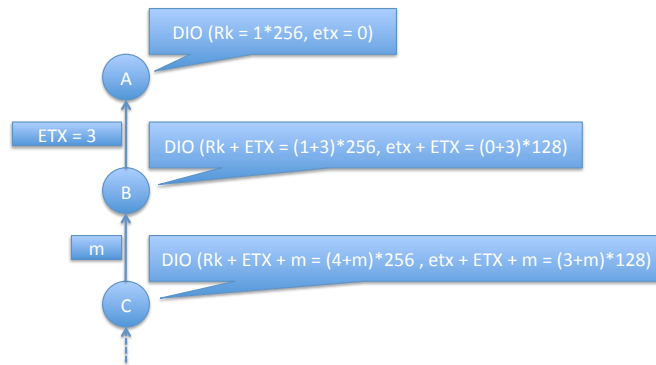 DIO (Rk = 1*256, etx = 0)
A
ETX = 3
DIO (Rk + ETX = (1+3)*256, etx + ETX = (0+3)*128)
B
m
DIO (Rk + ETX + m = (4+m)*256 , etx + ETX + m = (3+m)*128)
C